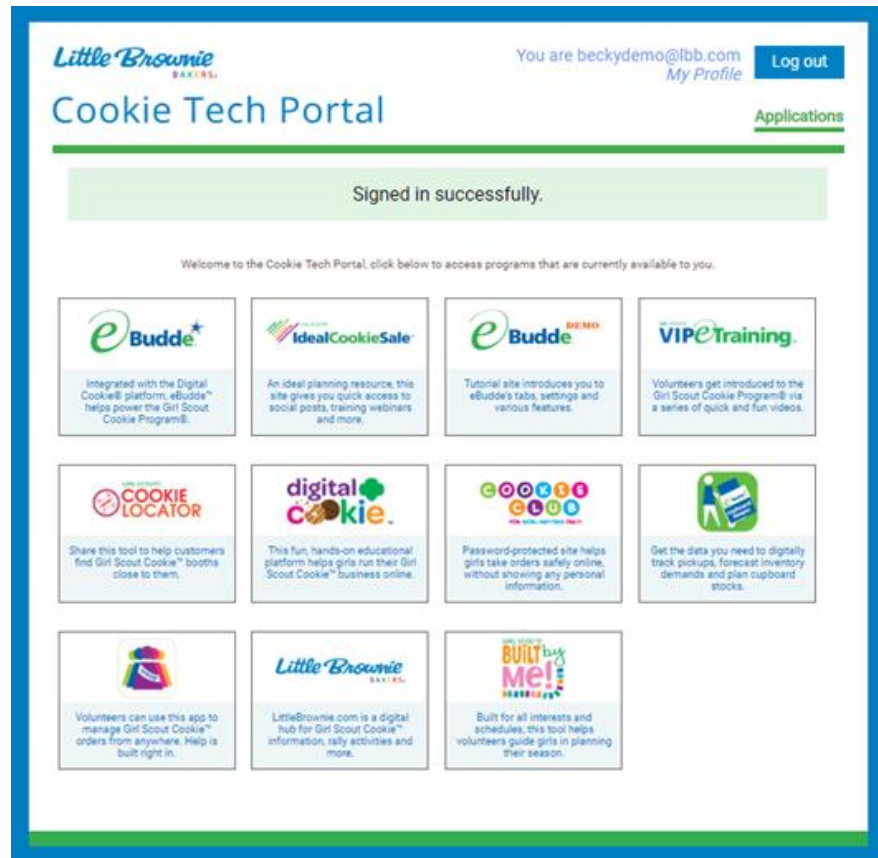 Little Brownie
BAKERS®
You are beckydemo@lbb.com
My Profile
Log out
Cookie Tech Portal
Applications
Signed in successfully.
Welcome to the Cookie Tech Portal, click below to access programs that are currently available to you.
eBudde
Integrated with the Digital
Cookie® platform, eBudde™
helps power the Girl Scout
Cookie Program®.
IdealCookieSale
An ideal planning resource, this
site gives you quick access to
social posts, training webinars
and more.
eBudde DEMO
Tutorial site introduces you to
eBudde's tabs, settings and
various features.
VIP eTraining
Volunteers get introduced to the
Girl Scout Cookie Program® via
a series of quick and fun videos.
COOKIE
LOCATOR
Share this tool to help customers
find Girl Scout Cookie™ booths
close to them.
digital
cookie
This fun, hands-on educational
platform helps girls run their Girl
Scout Cookie™ business online.
COOKIE
CLUB
Password-protected site helps
girls take orders safely online,
without showing any personal
information.
Get the data you need to digitally
track pickups, forecast inventory
demands and plan cupboard
stocks.
Volunteers can use this app to
manage Girl Scout Cookie™
orders from anywhere. Help is
built right in.
Little Brownie
BAKERS®
LittleBrownie.com is a digital
hub for Girl Scout Cookie™
information, rally activities and
more.
BUILT by
Me!
Built for all interests and
schedules, this tool helps
volunteers guide girls in planning
their season.